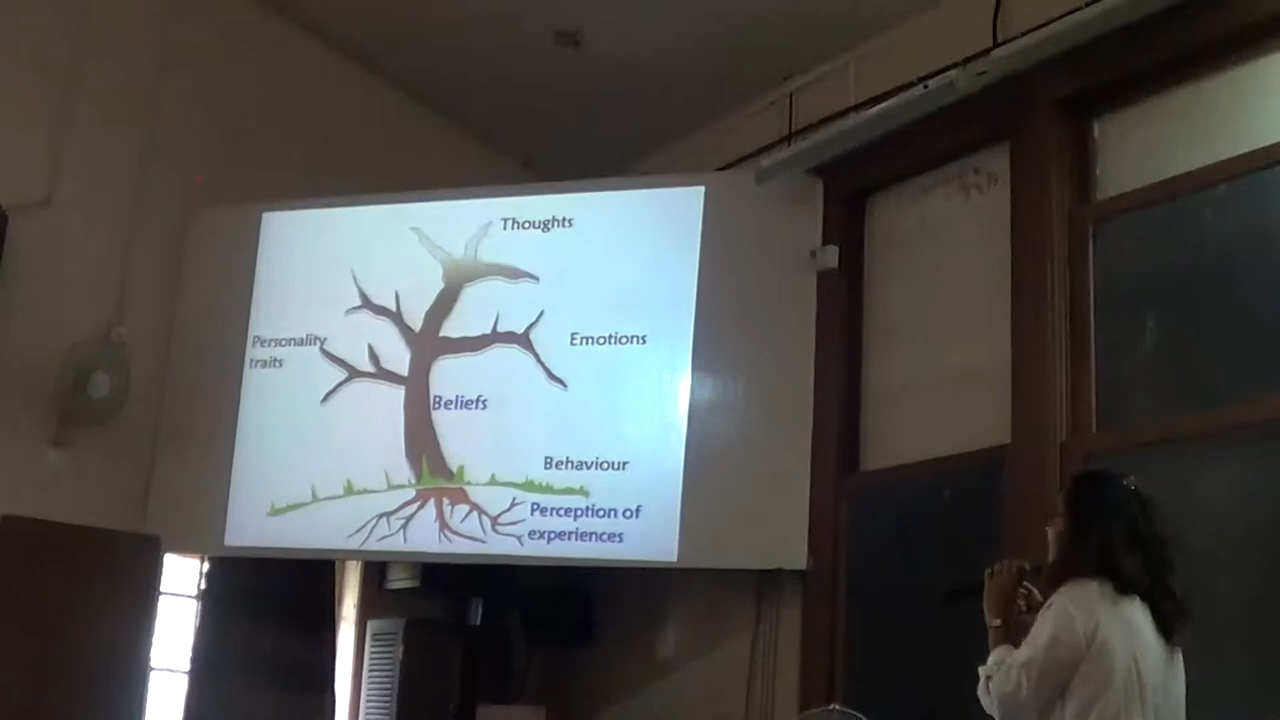 Thoughts
Personality
traits
Emotions
Beliefs
Behaviour
Perception of
experiences